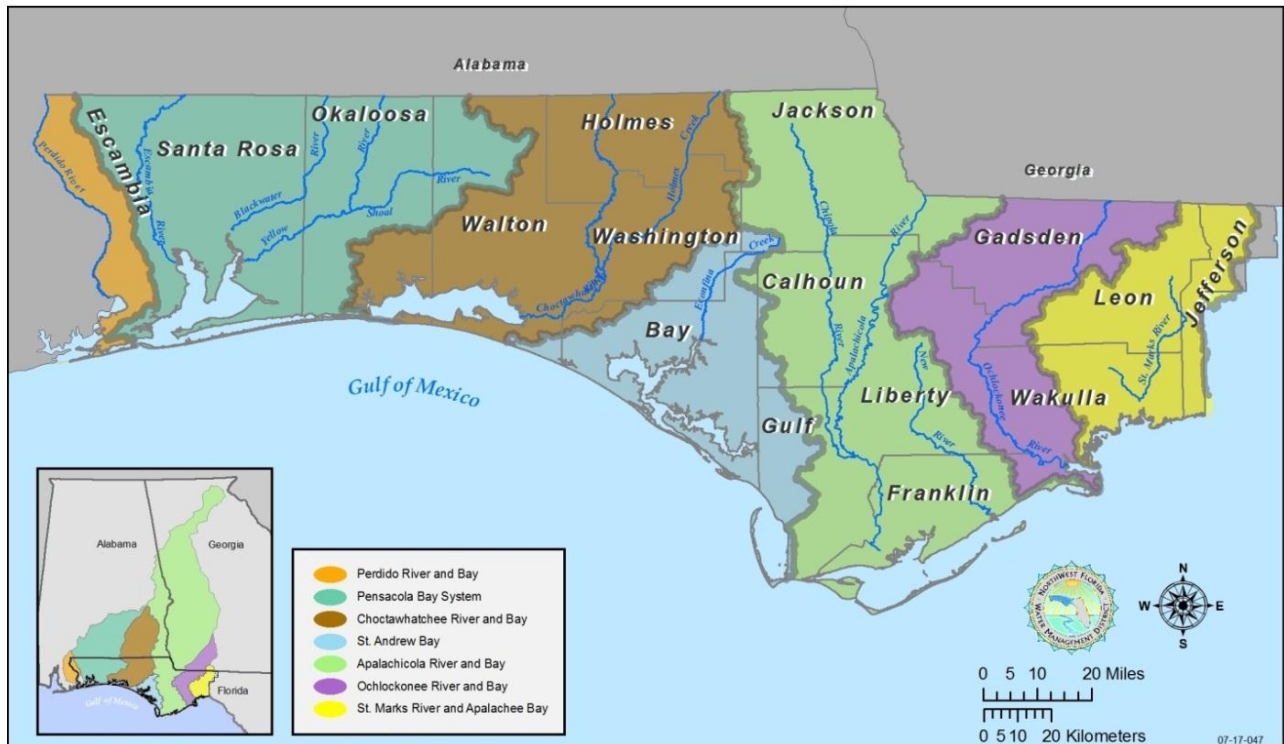 Alabama
Georgia
Escambia
Santa Rosa
Okaloosa
Walton
Holmes
Washington
Bay
Jackson
Calhoun
Gulf
Liberty
Franklin
Gadsden
Wakulla
Leon
Jefferson
Perdido River
Escambia
River
Blackwater
River
Yellow
River
Shoal
River
Choctawhatchee
River
Holmes
Creek
Econfina
Creek
Chipola
River
Apalachicola
River
New
River
Ochlockonee
River
St. Marks River
Gulf of Mexico
Alabama
Georgia
Florida
Gulf of Mexico
Perdido River and Bay
Pensacola Bay System
Choctawhatchee River and Bay
St. Andrew Bay
Apalachicola River and Bay
Ochlockonee River and Bay
St. Marks River and Apalachee Bay
NORTHWEST FLORIDA
WATER MANAGEMENT DISTRICT
N
W E
S
0 5 10 20 Miles
0 5 10 20 Kilometers
07-17-047